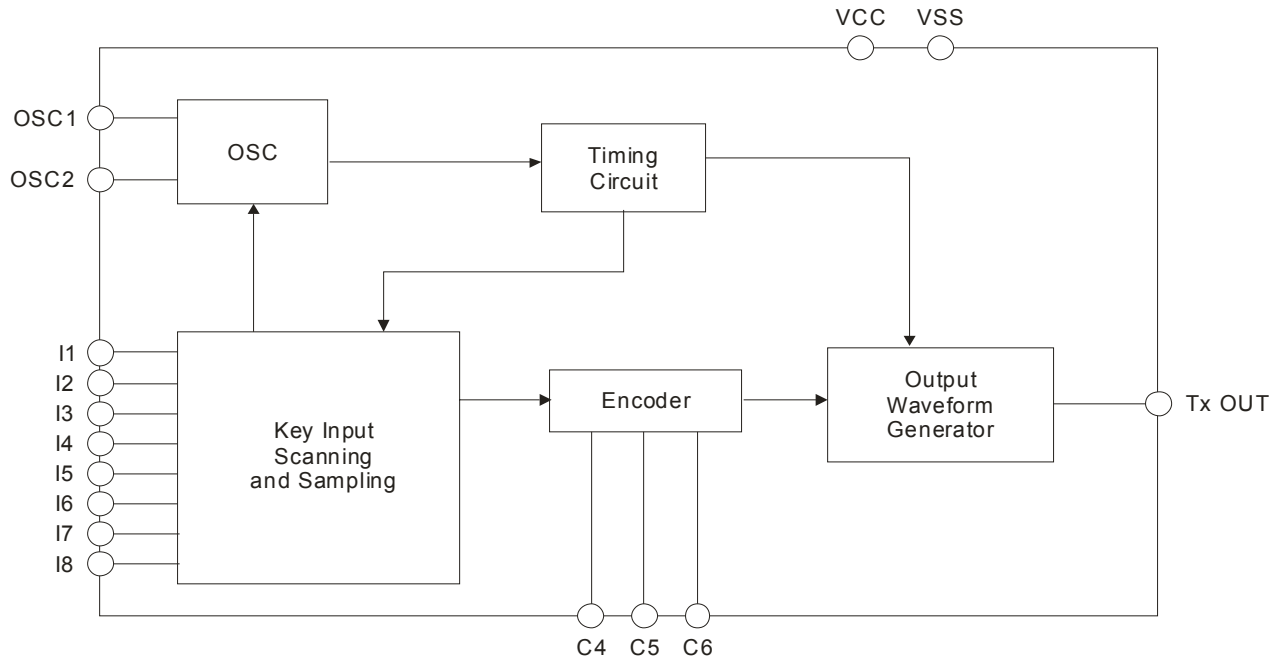 VCC VSS
OSC1
OSC
OSC2
Timing
Circuit
I1
I2
I3
I4
I5
I6
I7
I8
Key Input
Scanning
and Sampling
Encoder
Output
Waveform
Generator
Tx OUT
C4 C5 C6